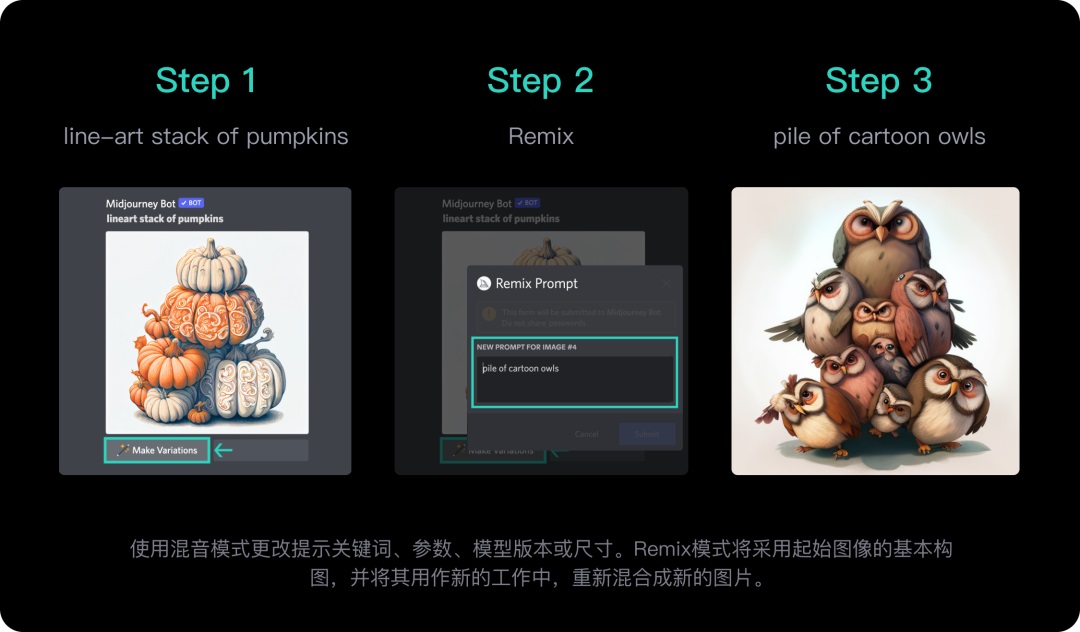 Step 1
line-art stack of pumpkins
Midjourney Bot ✓ BOT
lineart stack of pumpkins
Make Variations
Step 2
Remix
Midjourney Bot ✓ BOT
lineart stack of pumpkins
Remix Prompt
This form will be submitted to Midjourney Bot.
Do not share passwords
NEW PROMPT FOR IMAGE #4
pile of cartoon owls
Cancel
Submit
Make Variations
Step 3
pile of cartoon owls
使用混音模式更改提示关键词、参数、模型版本或尺寸。Remix模式将采用起始图像的基本构
图，并将其用作新的工作中，重新混合成新的图片。